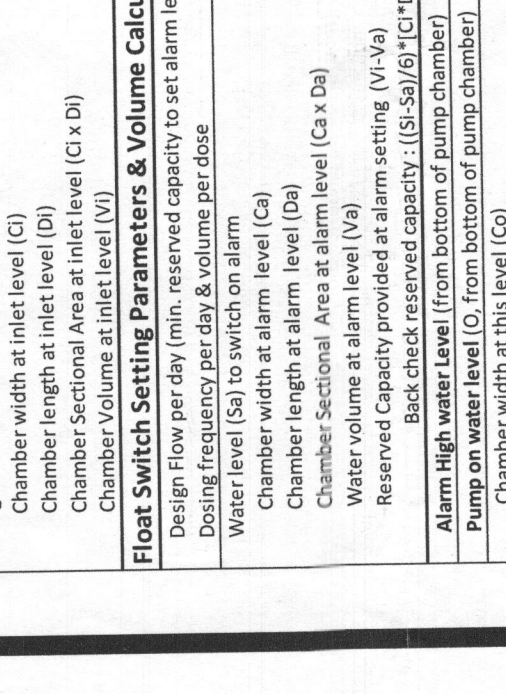 Chamber width at inlet level (Ci)
Chamber length at inlet level (Di)
Chamber Sectional Area at inlet level (Ci x Di)
Chamber Volume at inlet level (Vi)
Float Switch Setting Parameters & Volume Calcu
Design Flow per day (min. reserved capacity to set alarm le
Dosing frequency per day & volume per dose
Water level (Sa) to switch on alarm
Chamber width at alarm level (Ca)
Chamber length at alarm level (Da)
Chamber Sectional Area at alarm level (Ca x Da)
Water volume at alarm level (Va)
Reserved Capacity provided at alarm setting (Vi-Va)
Back check reserved capacity : ((Si-Sa)/6)*[Ci*D
Alarm High water Level (from bottom of pump chamber)
Pump on water level (O, from bottom of pump chamber)
Chamber width at this level (Co)